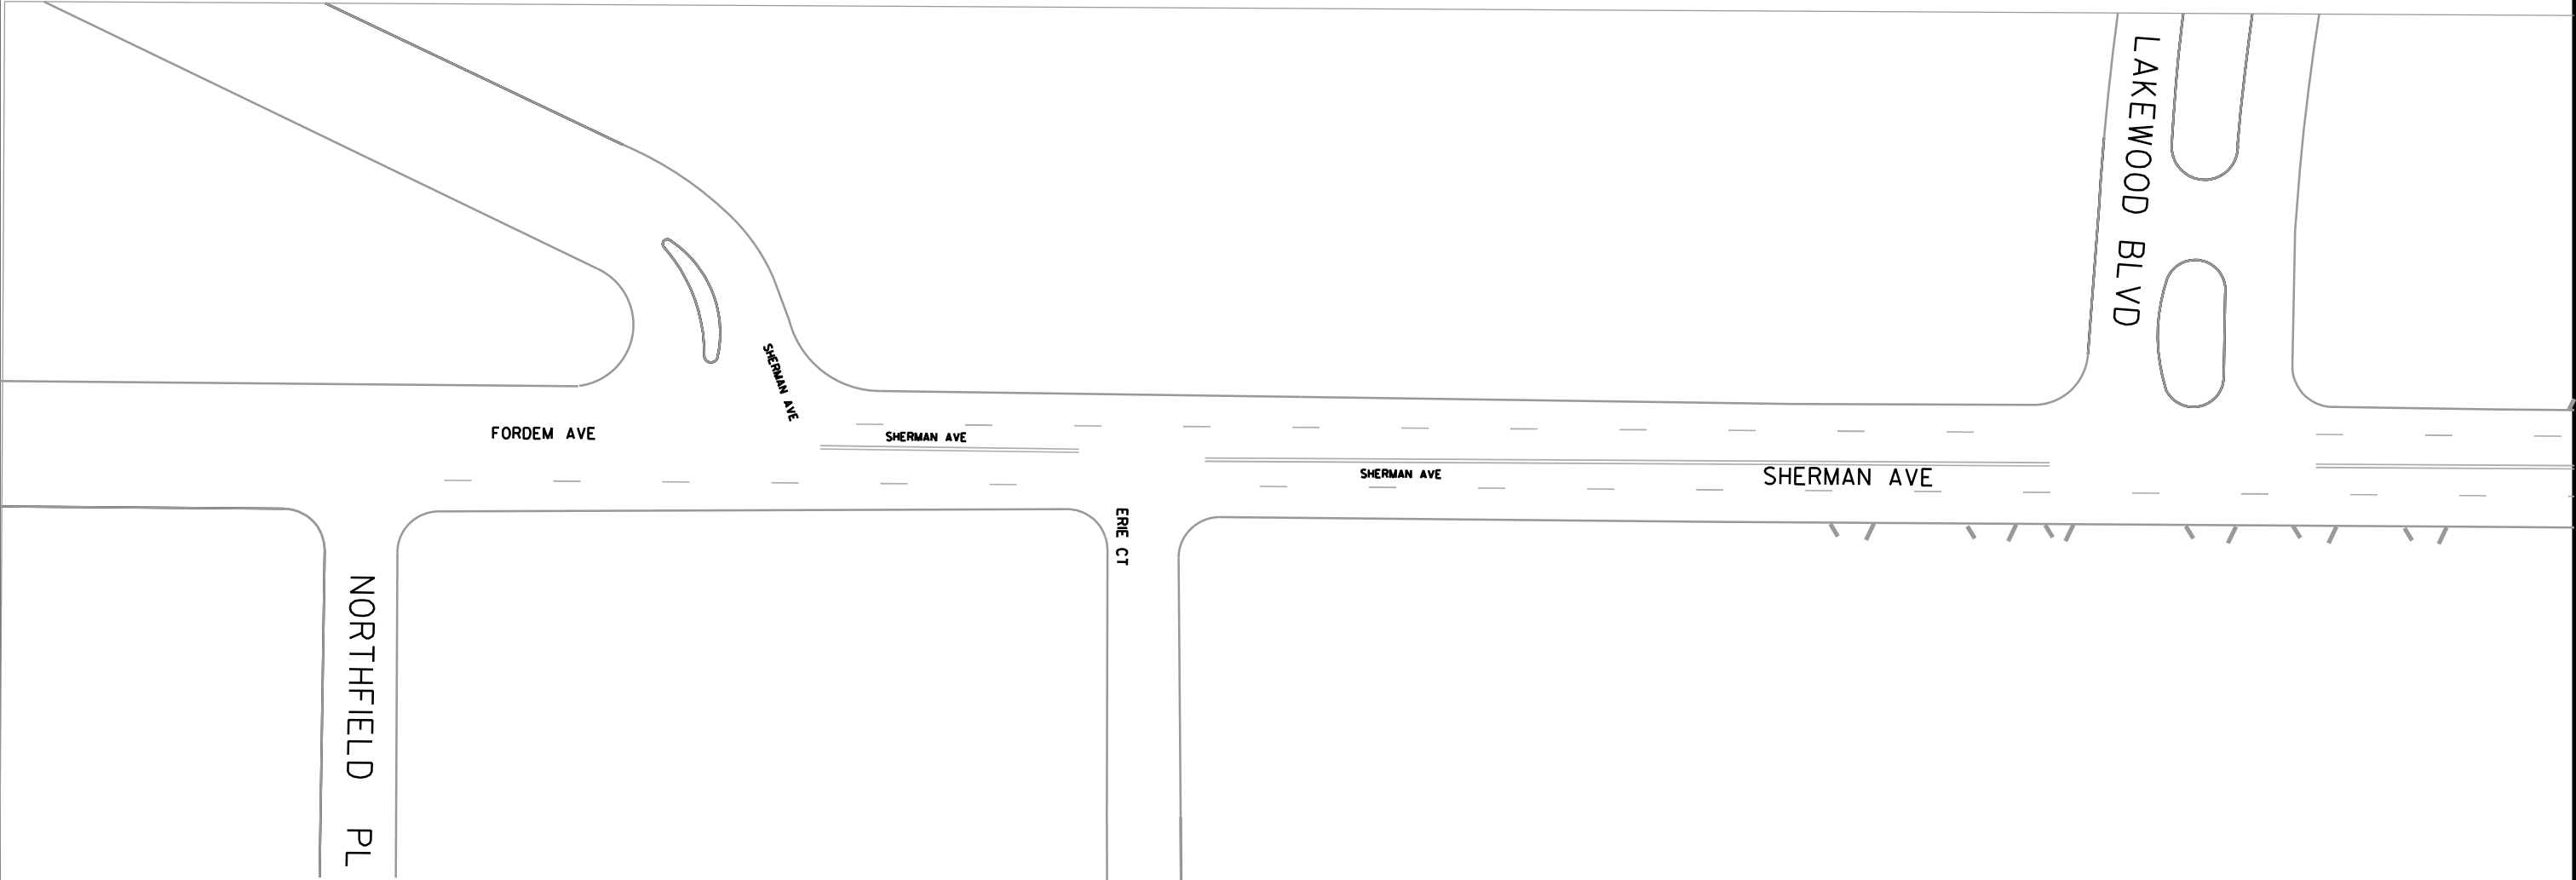 LAKEWOOD BLVD
SHERMAN AVE
FORDEM AVE
SHERMAN AVE
SHERMAN AVE
SHERMAN AVE
ERIE CT
NORTHFIELD PL